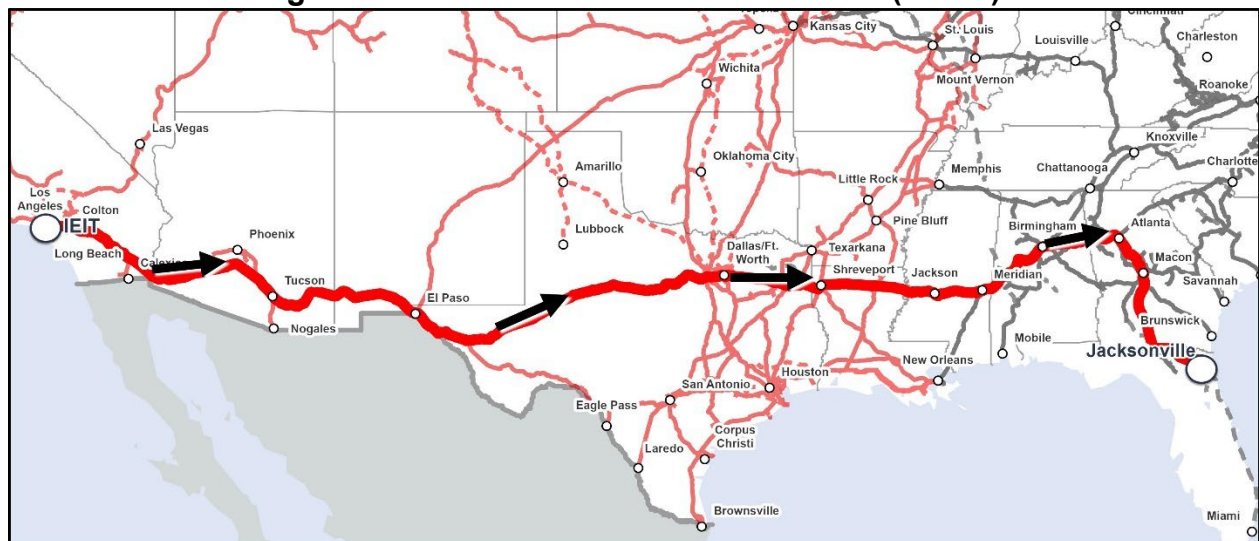 Kansas City
St. Louis
Louisville
Charleston
Wichita
Mount Vernon
Roanoke
Las Vegas
Knoxville
Amarillo
Oklahoma City
Chattanooga
Charlotte
Little Rock
Memphis
Los
Angeles
Colton
IEIT
Pine Bluff
Birmingham
Atlanta
Phoenix
Lubbock
Long Beach
Dallas/Ft.
Worth
Texarkana
Shreveport
Jackson
Meridian
Macon
Tucson
Savannah
El Paso
Nogales
Brunswick
Mobile
Jacksonville
New Orleans
San Antonio
Houston
Eagle Pass
Corpus
Christi
Laredo
Brownsville
Miami